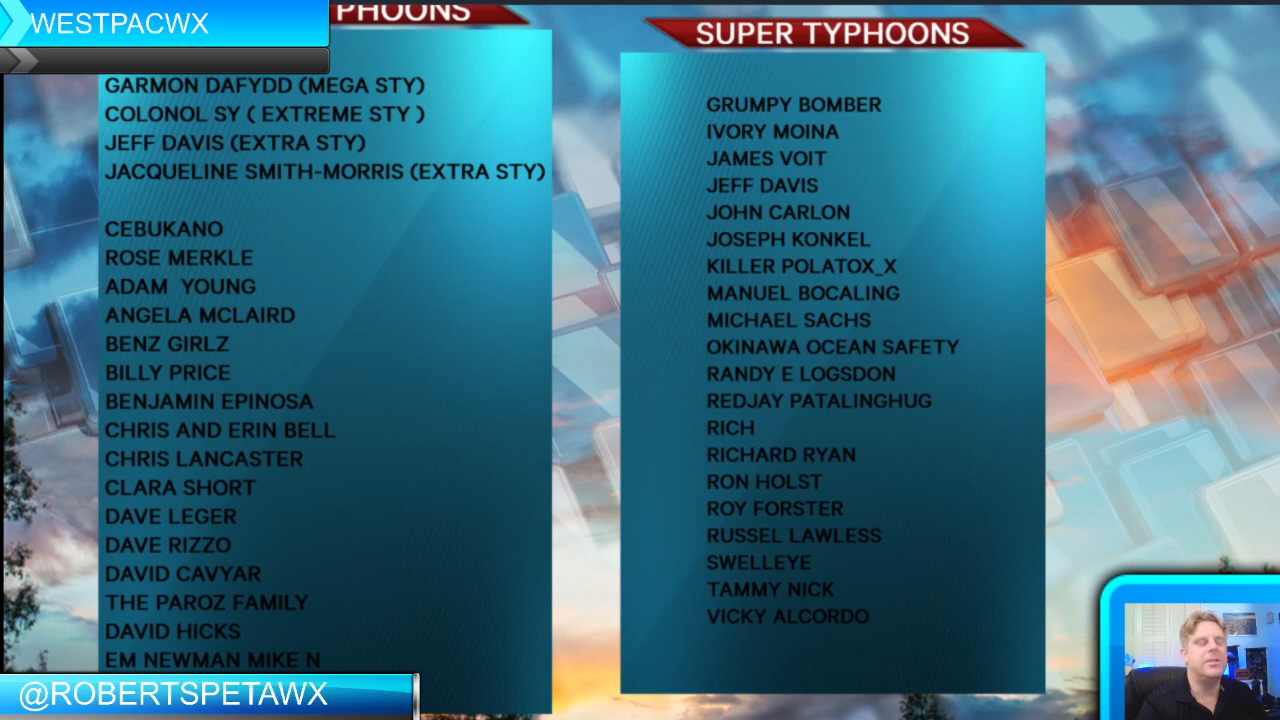 WESTPACWX
PHOONS
GARMON DAFYDD (MEGA STY)
COLONOL SY ( EXTREME STY )
JEFF DAVIS (EXTRA STY)
JACQUELINE SMITH-MORRIS (EXTRA STY)
CEBUKANO
ROSE MERKLE
ADAM YOUNG
ANGELA MCLAIRD
BENZ GIRLZ
BILLY PRICE
BENJAMIN EPINOSA
CHRIS AND ERIN BELL
CHRIS LANCASTER
CLARA SHORT
DAVE LEGER
DAVE RIZZO
DAVID CAVYAR
THE PAROZ FAMILY
DAVID HICKS
EM NEWMAN MIKE N
@ROBERTSPETAWX
SUPER TYPHOONS
GRUMPY BOMBER
IVORY MOINA
JAMES VOIT
JEFF DAVIS
JOHN CARLON
JOSEPH KONKEL
KILLER POLATOX_X
MANUEL BOCALING
MICHAEL SACHS
OKINAWA OCEAN SAFETY
RANDY E LOGSDON
REDJAY PATALINGHUG
RICH
RICHARD RYAN
RON HOLST
ROY FORSTER
RUSSEL LAWLESS
SWELLEYE
TAMMY NICK
VICKY ALCORDO